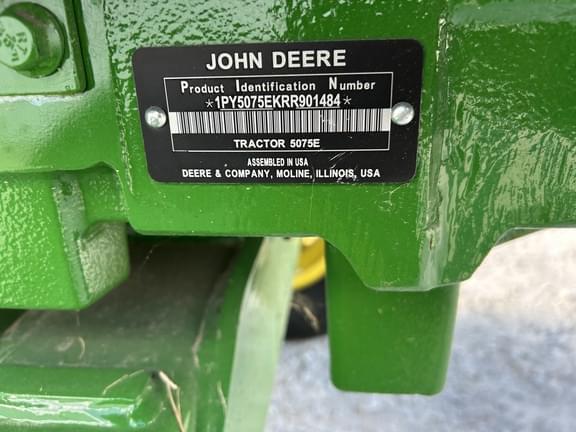 JOHN DEERE
Product Identification Number
*1PY5075EKRR901484*
TRACTOR 5075E
ASSEMBLED IN USA
DEERE & COMPANY, MOLINE, ILLINOIS, USA